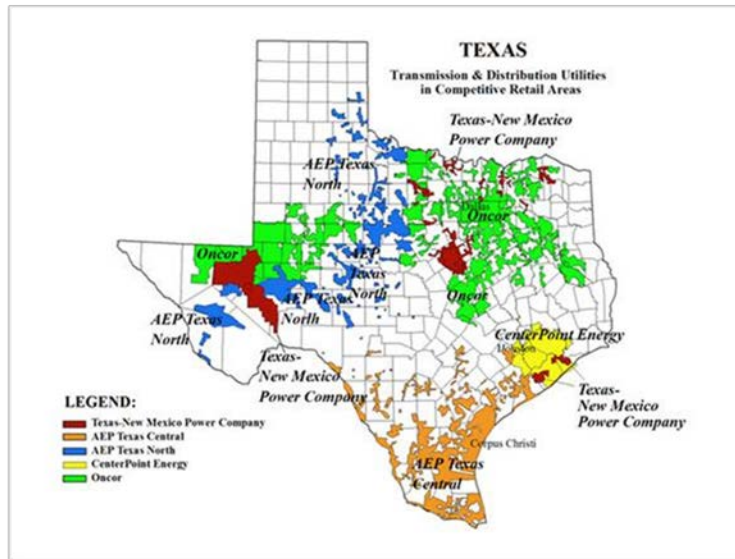 TEXAS
Transmission & Distribution Utilities
in Competitive Retail Areas
Texas-New Mexico
Power Company
AEP Texas
North
Dallas
Oncor
Oncor
AEP
Texas
North
AEP Texas
North
Oncor
AEP Texas
North
CenterPoint Energy
Houston
Texas-
New Mexico
Power Company
Texas-
New Mexico
Power Company
LEGEND:
Texas-New Mexico Power Company
AEP Texas Central
AEP Texas North
CenterPoint Energy
Oncor
Corpus Christi
AEP Texas
Central